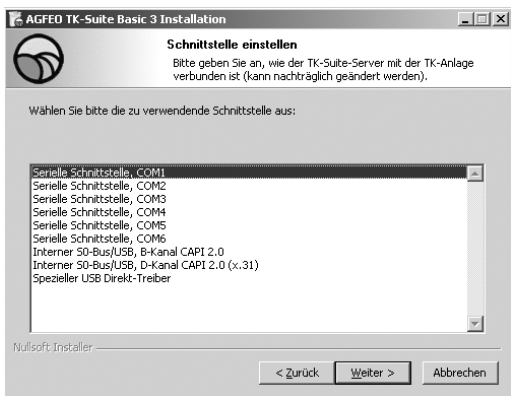 AGFEO TK-Suite Basic 3 Installation
Schnittstelle einstellen
Bitte geben Sie an, wie der TK-Suite-Server mit der TK-Anlage
verbunden ist (kann nachträglich geändert werden).
Wählen Sie bitte die zu verwendende Schnittstelle aus:
Serielle Schnittstelle, COM1
Serielle Schnittstelle, COM2
Serielle Schnittstelle, COM3
Serielle Schnittstelle, COM4
Serielle Schnittstelle, COM5
Serielle Schnittstelle, COM6
Interner S0-Bus/USB, B-Kanal CAPI 2.0
Interner S0-Bus/USB, D-Kanal CAPI 2.0 (x.31)
Spezieller USB Direkt-Treiber
Nullsoft Installer
< Zurück Weiter > Abbrechen